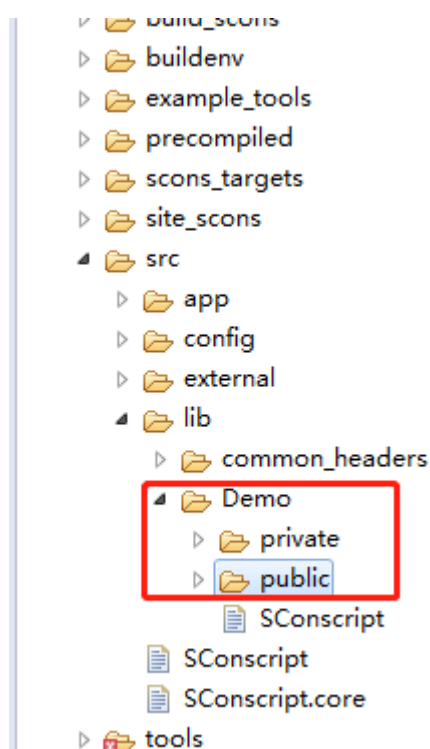 build_scons
buildenv
example_tools
precompiled
scons_targets
site_scons
src
app
config
external
lib
common_headers
Demo
private
public
SConscript
SConscript
SConscript.core
tools